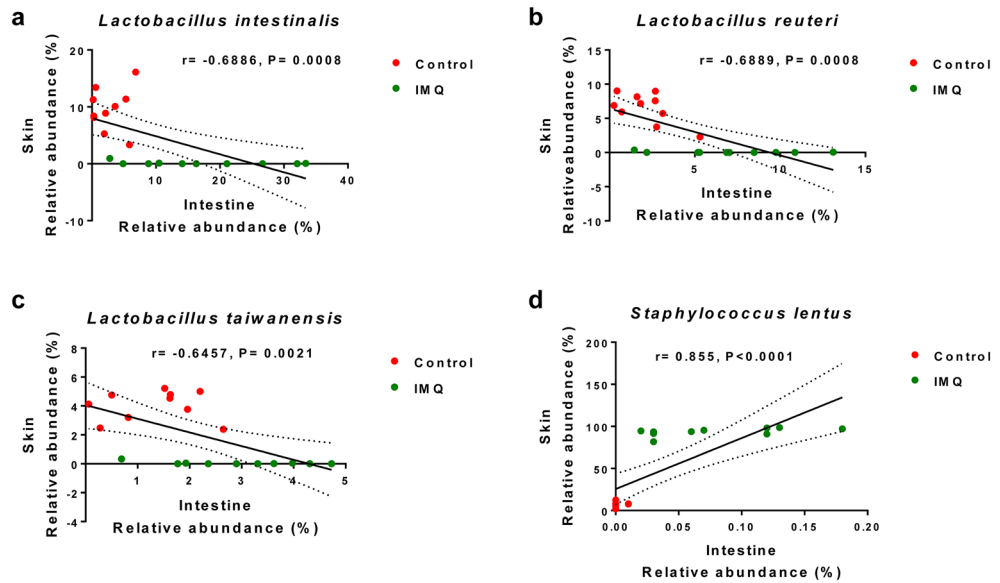 a
Lactobacillus intestinalis
r= -0.6886, P= 0.0008
Control
IMQ
Skin
Relative abundance (%)
20
10
0
-10
10
20
30
40
Intestine
Relative abundance (%)
b
Lactobacillus reuteri
r= -0.6889, P= 0.0008
Control
IMQ
Skin
Relativeabundance (%)
15
10
5
0
-5
-10
5
10
15
Intestine
Relative abundance (%)
c
Lactobacillus taiwanensis
r= -0.6457, P= 0.0021
Control
IMQ
Skin
Relative abundance (%)
8
6
4
2
0
-2
-4
1
2
3
4
5
Intestine
Relative abundance (%)
d
Staphylococcus lentus
r= 0.855, P<0.0001
Control
IMQ
Skin
Relative abundance (%)
200
150
100
50
0
0.00
0.05
0.10
0.15
0.20
Intestine
Relative abundance (%)